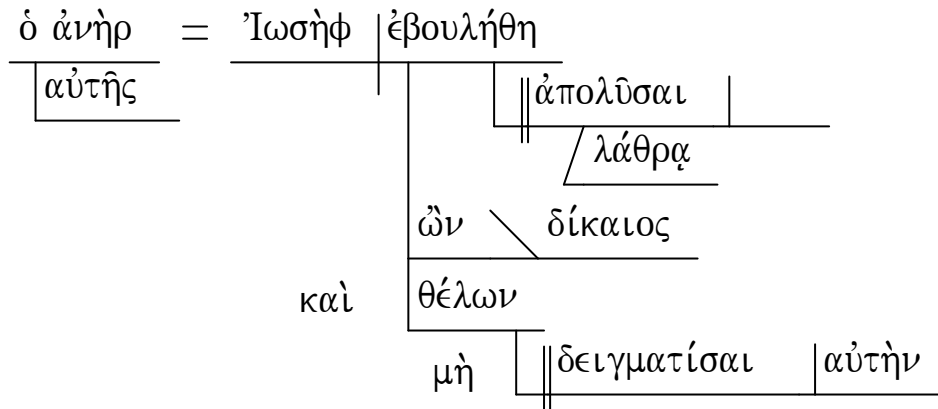 ὁ ἀνὴρ = Ἰωσὴφ ἐβουλήθη
αὐτῆς
ἀπολῦσαι
λάθρᾳ
ὢν δίκαιος
καὶ θέλων
μὴ δειγματίσαι αὐτὴν